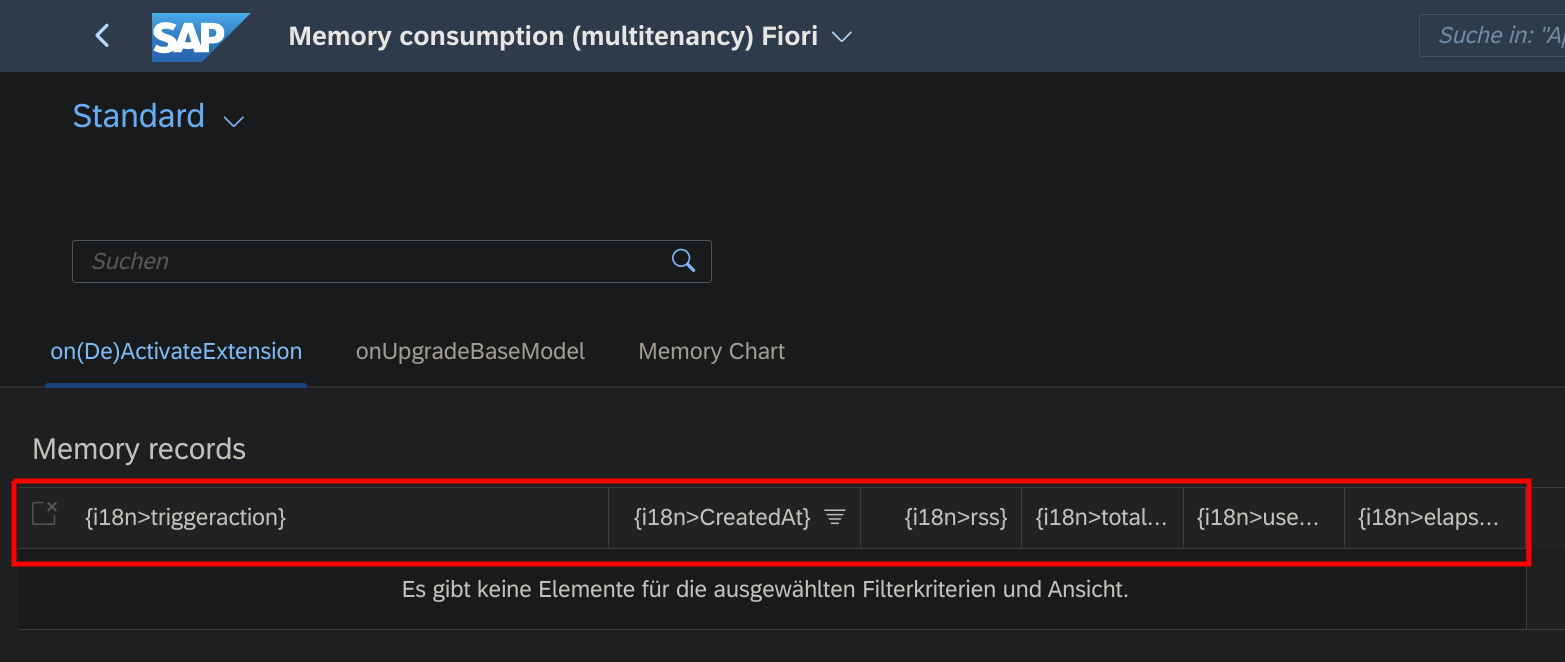 SAP Memory consumption (multitenancy) Fiori Suche in: "A
Standard
Suchen
on(De)ActivateExtension onUpgradeBaseModel Memory Chart
Memory records
{i18n>triggeraction} {i18n>CreatedAt} {i18n>rss} {i18n>total... {i18n>use... {i18n>elaps...
Es gibt keine Elemente für die ausgewählten Filterkriterien und Ansicht.